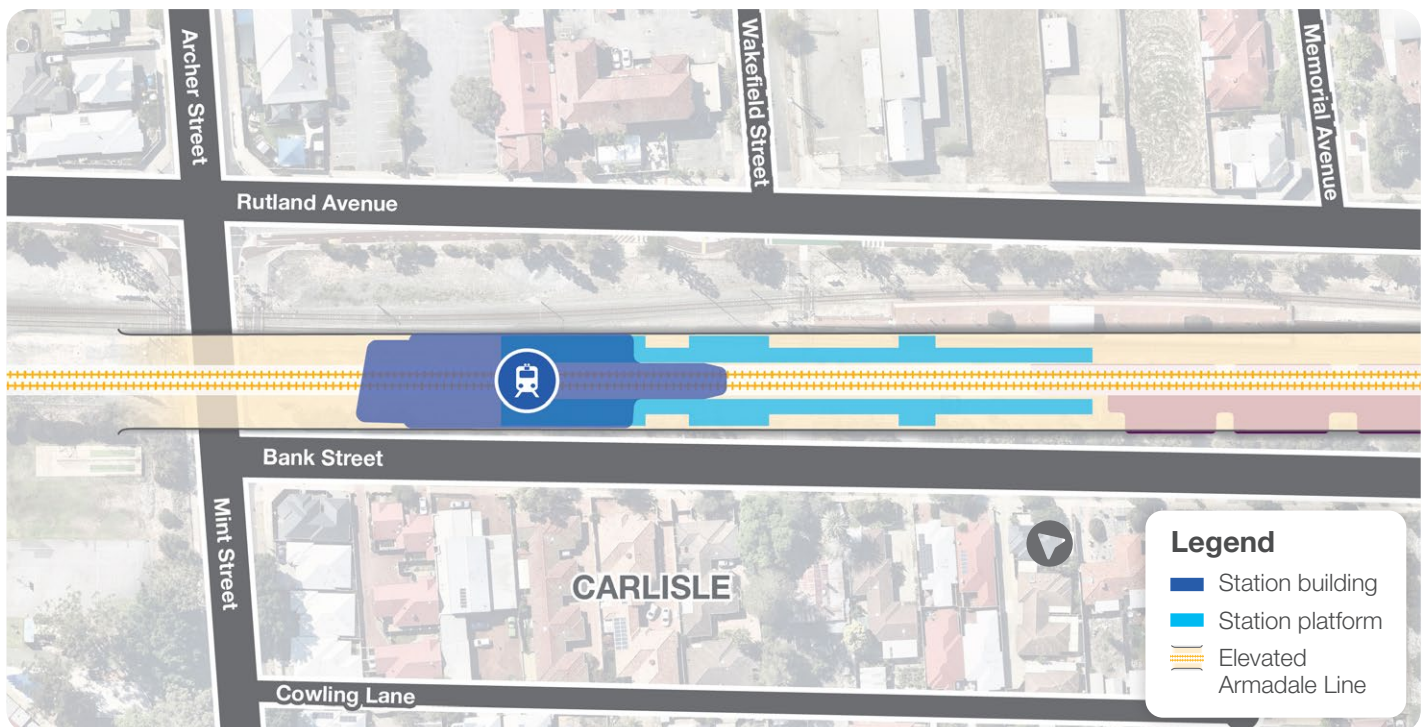 Archer Street
Wakefield Street
Memorial Avenue
Rutland Avenue
Bank Street
Mint Street
CARLISLE
Cowling Lane
Legend
Station building
Station platform
Elevated
Armadale Line